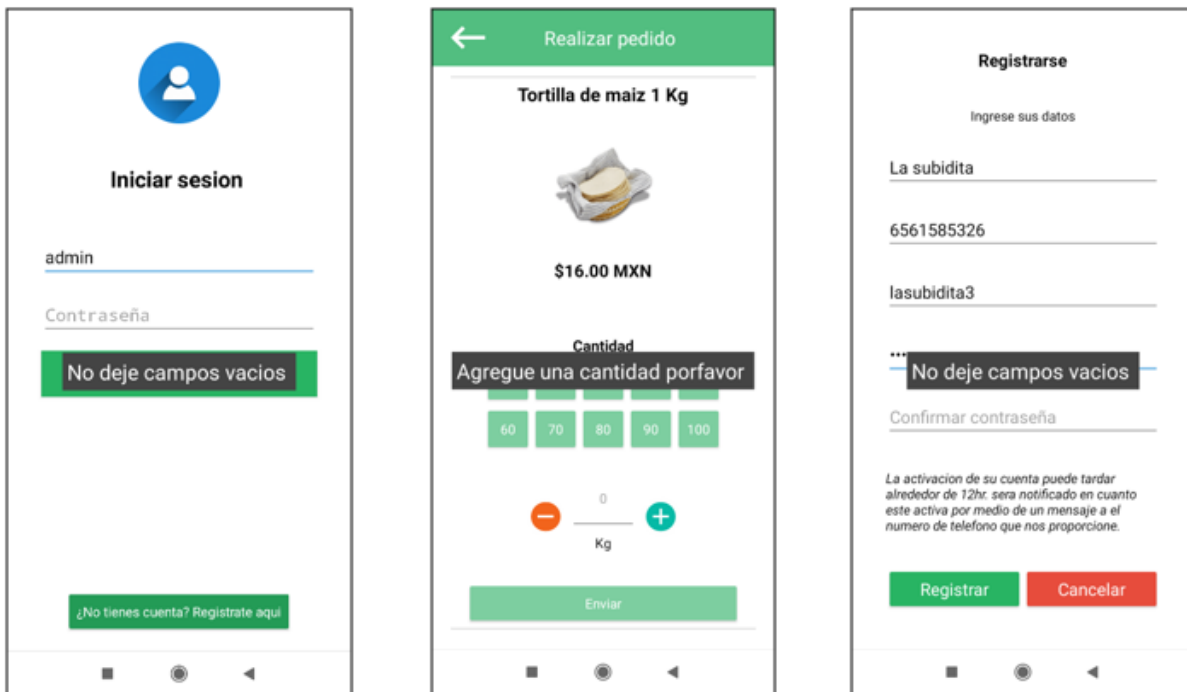 Iniciar sesion
admin
Contraseña
No deje campos vacios
¿No tienes cuenta? Registrate aqui
Realizar pedido
Tortilla de maiz 1 Kg
$16.00 MXN
Cantidad
Agregue una cantidad porfavor
60 70 80 90 100
0
Kg
Enviar
Registrarse
Ingrese sus datos
La subidita
6561585326
lasubidita3
No deje campos vacios
Confirmar contraseña
La activacion de su cuenta puede tardar
alrededor de 12hr. sera notificado en cuanto
este activa por medio de un mensaje a el
numero de telefono que nos proporcione.
Registrar Cancelar